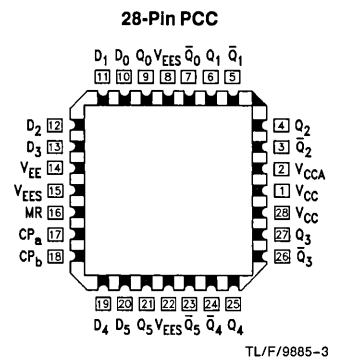 28-Pin PCC
D1 D0 Q0 VEES Q̅0 Q1 Q̅1
11 10 9 8 7 6 5
D2 12
D3 13
VEE 14
VEES 15
MR 16
CPa 17
CPb 18
4 Q2
3 Q̅2
2 VCCA
1 VCC
28 VCC
27 Q3
26 Q̅3
19 20 21 22 23 24 25
D4 D5 Q5 VEES Q̅5 Q̅4 Q4
TL/F/9885-3